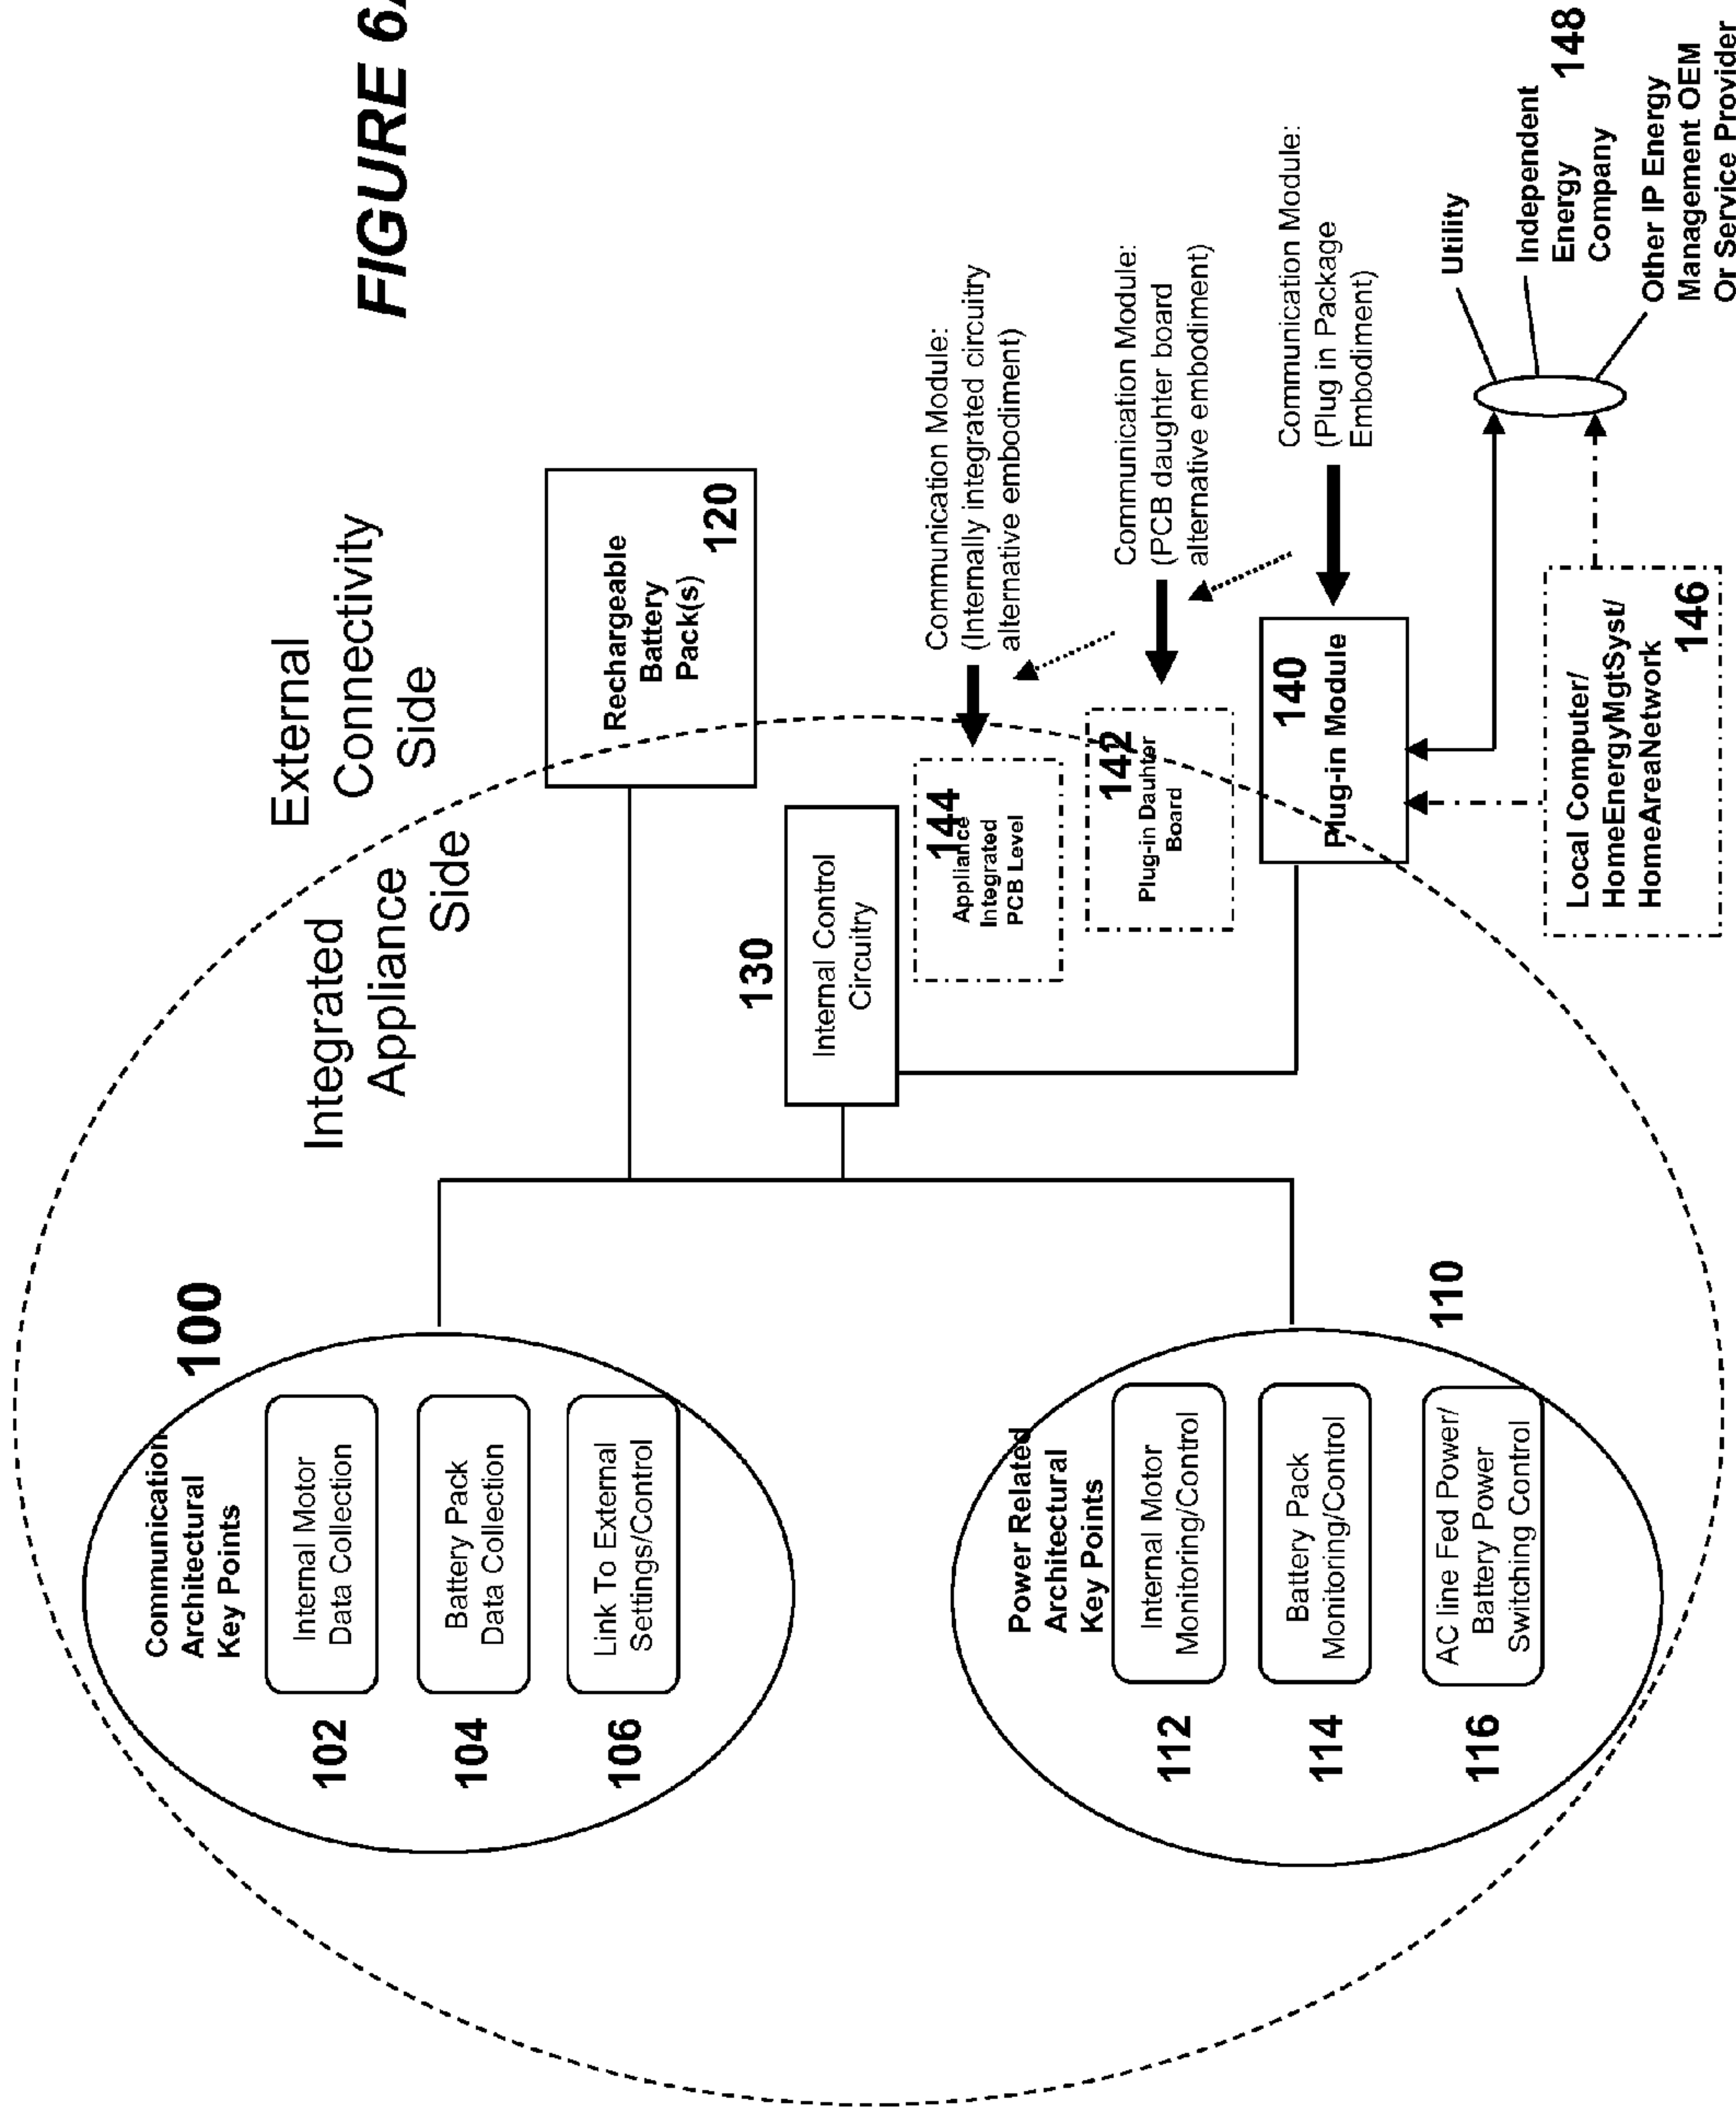 FIGURE 6A
External
Connectivity
Side
Integrated
Appliance
Side
100
Communication
Architectural
Key Points
102
Internal Motor
Data Collection
104
Battery Pack
Data Collection
106
Link To External
Settings/Control
Power Related
Architectural
Key Points
110
112
Internal Motor
Monitoring/Control
114
Battery Pack
Monitoring/Control
116
AC line Fed Power/
Battery Power
Switching Control
Rechargeable
Battery
Pack(s)
120
130
Internal Control
Circuitry
144
Appliance
Integrated
PCB Level
Communication Module:
(Internally integrated circuitry
alternative embodiment)
142
Plug-in Dauhter
Board
Communication Module:
(PCB daughter board
alternative embodiment)
140
Plug-in Module
Communication Module:
(Plug in Package
Embodiment)
Local Computer/
HomeEnergyMgtSyst/
HomeAreaNetwork
146
Utility
Independent
Energy
Company
148
Other IP Energy
Management OEM
Or Service Provider